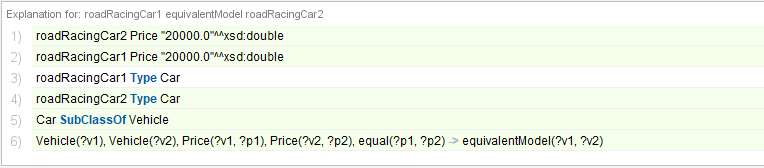 Explanation for: roadRacingCar1 equivalentModel roadRacingCar2
1) roadRacingCar2 Price "20000.0"^^xsd:double
2) roadRacingCar1 Price "20000.0"^^xsd:double
3) roadRacingCar1 Type Car
4) roadRacingCar2 Type Car
5) Car SubClassOf Vehicle
6) Vehicle(?v1), Vehicle(?v2), Price(?v1, ?p1), Price(?v2, ?p2), equal(?p1, ?p2) -> equivalentModel(?v1, ?v2)